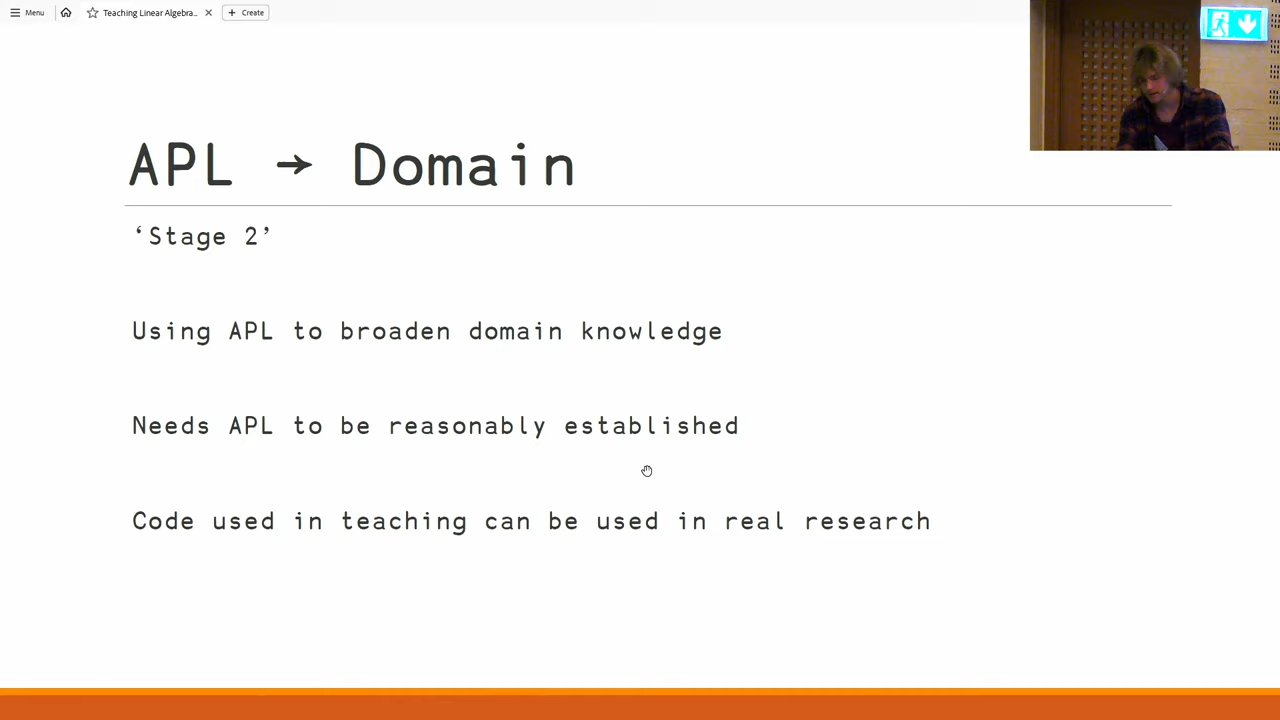 Menu
Teaching Linear Algebra...
Create
APL → Domain
‘Stage 2’
Using APL to broaden domain knowledge
Needs APL to be reasonably established
Code used in teaching can be used in real research